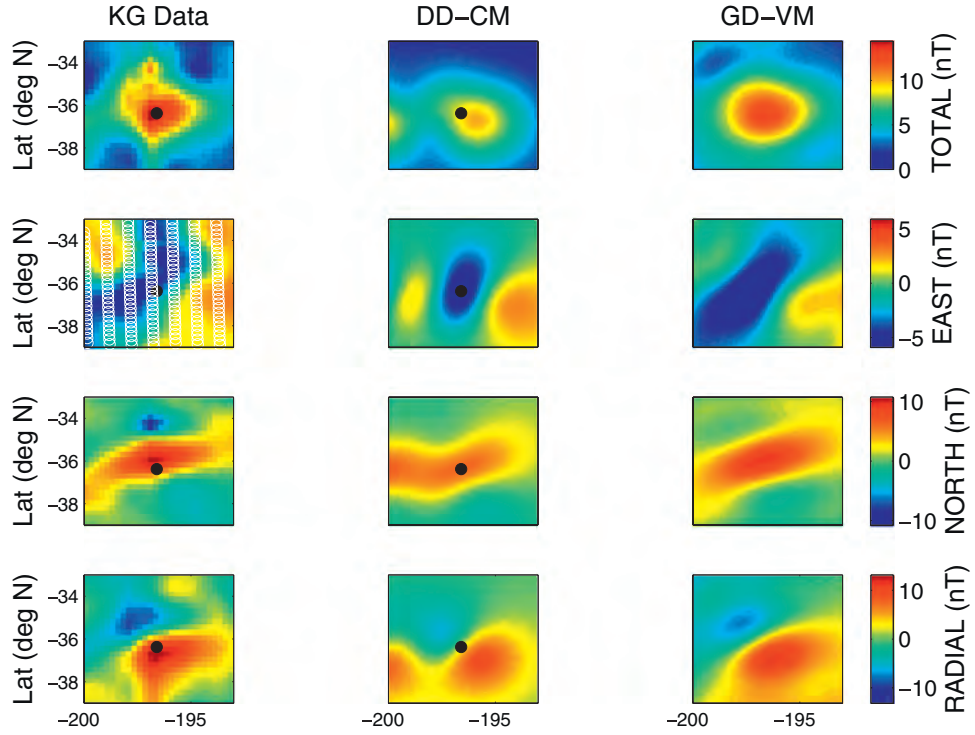 KG Data DD−CM GD−VM
Lat (deg N) −34 −36 −38
10 5 0 TOTAL (nT)
Lat (deg N) −34 −36 −38
5 0 −5 EAST (nT)
Lat (deg N) −34 −36 −38
10 0 −10 NORTH (nT)
Lat (deg N) −34 −36 −38
10 0 −10 RADIAL (nT)
−200 −195 −200 −195 −200 −195